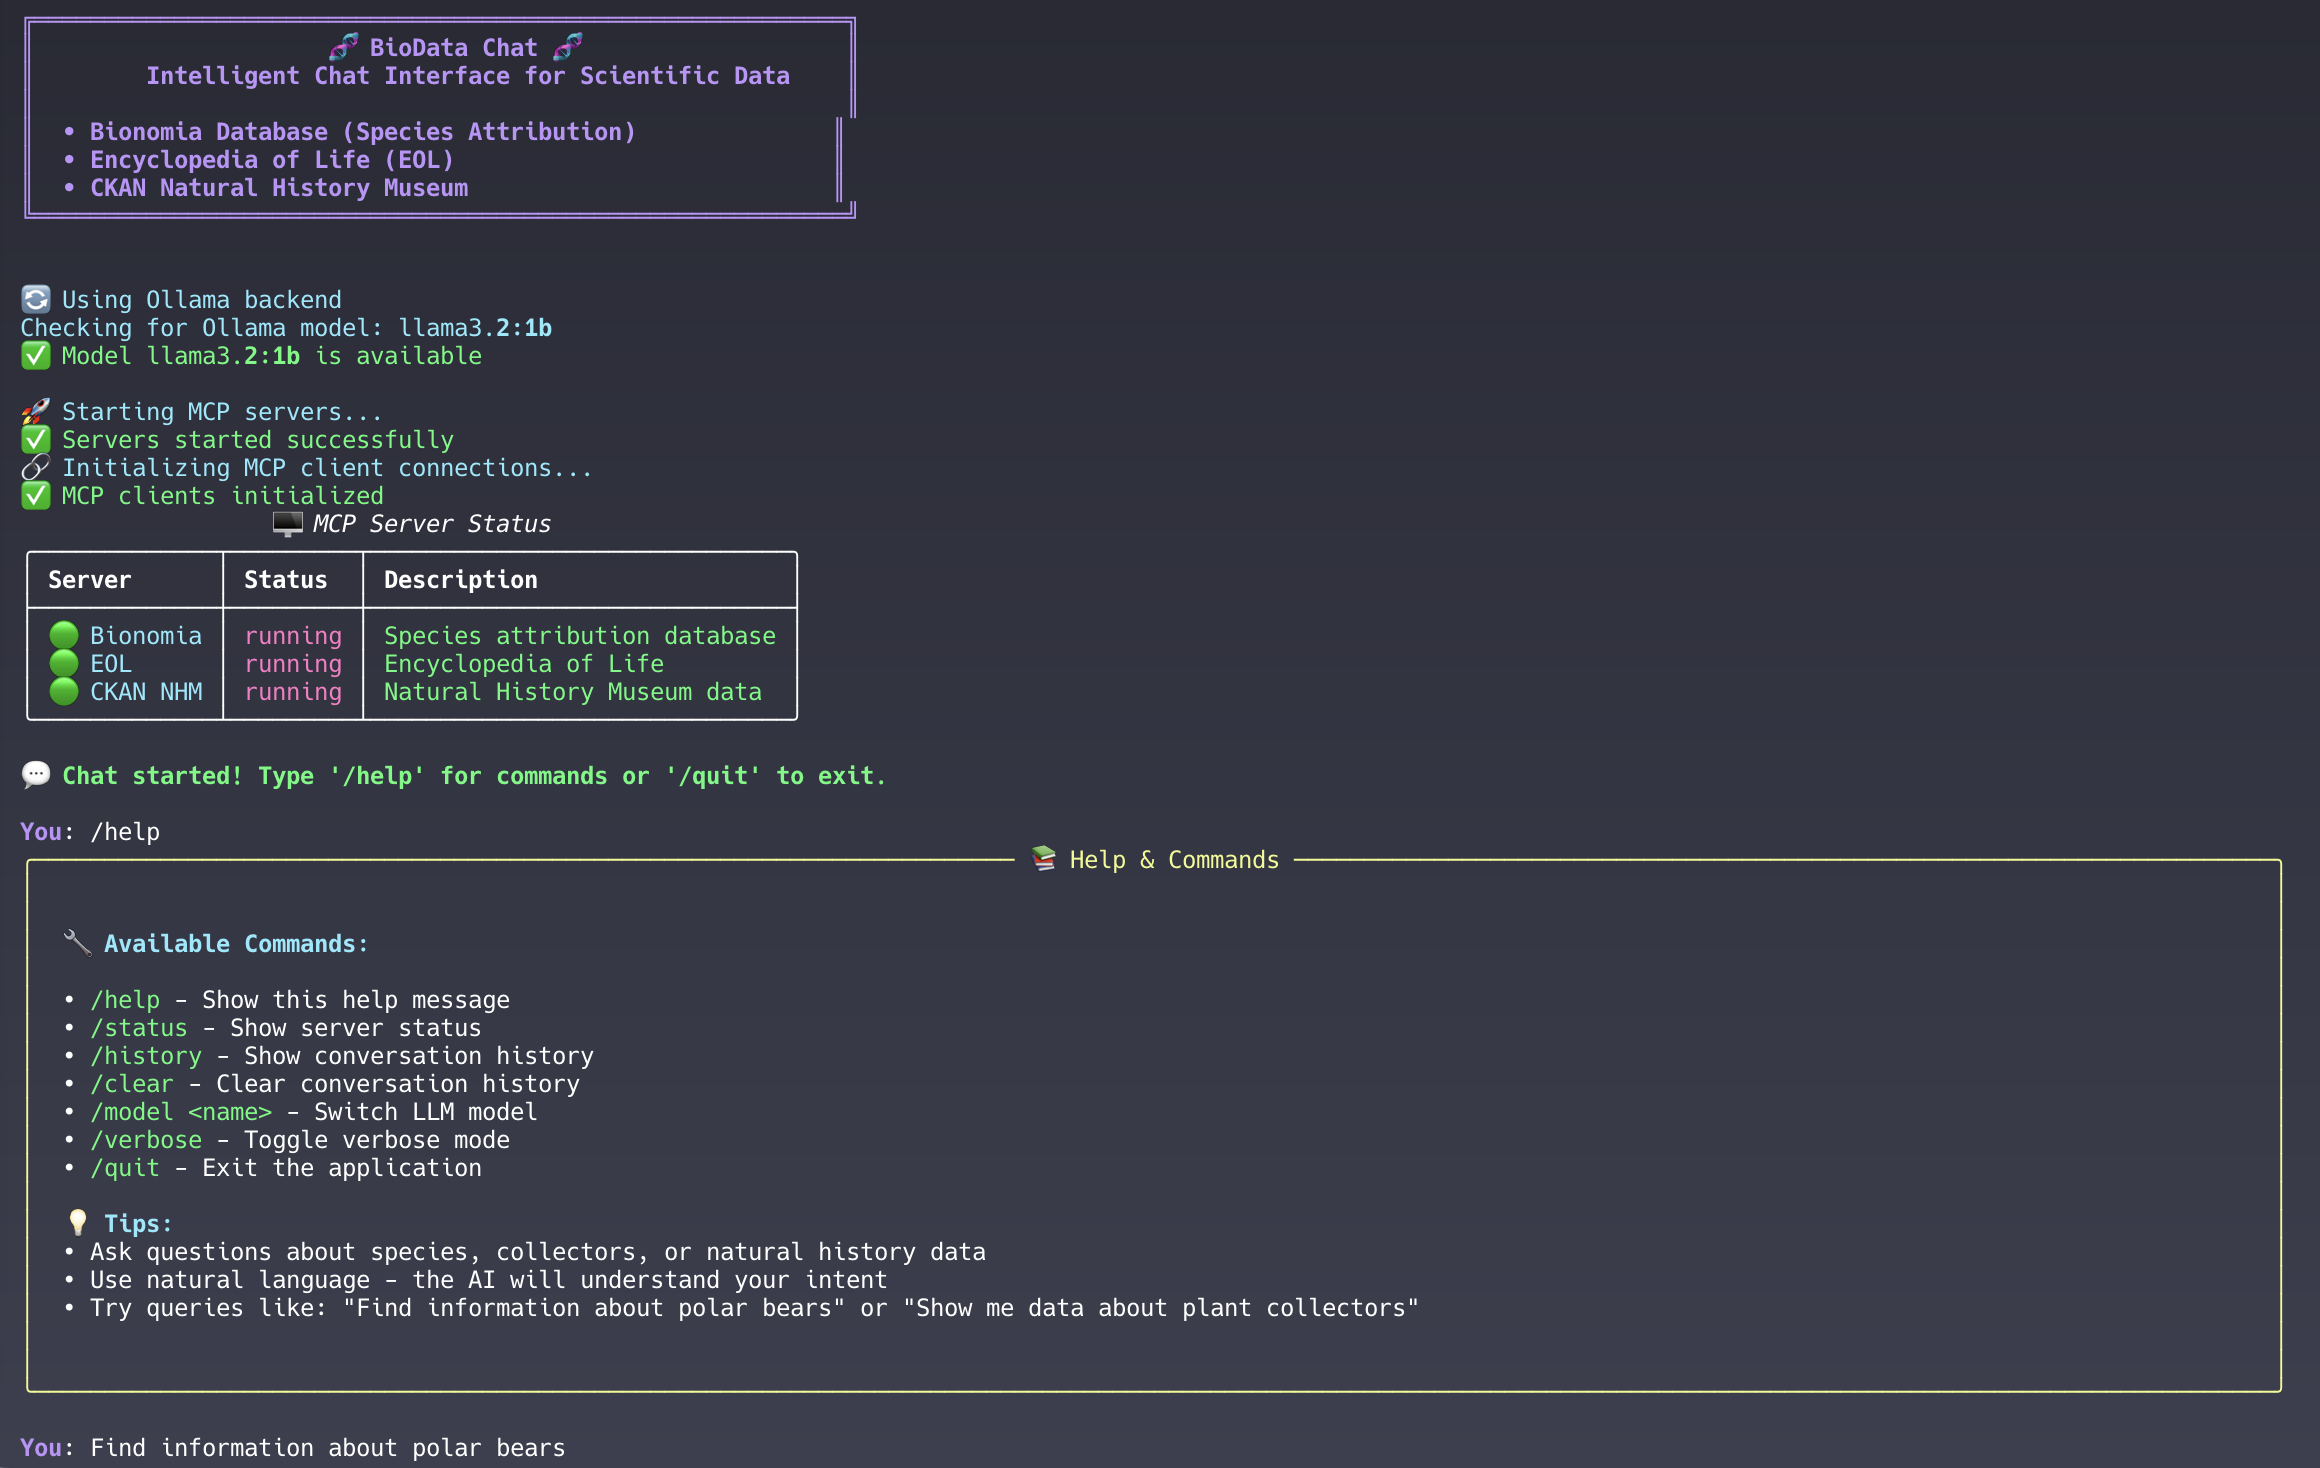 🧬 BioData Chat 🧬
Intelligent Chat Interface for Scientific Data
• Bionomia Database (Species Attribution)
• Encyclopedia of Life (EOL)
• CKAN Natural History Museum
🔄 Using Ollama backend
Checking for Ollama model: llama3.2:1b
✅ Model llama3.2:1b is available
🚀 Starting MCP servers...
✅ Servers started successfully
🔗 Initializing MCP client connections...
✅ MCP clients initialized
🖥️ MCP Server Status
Server Status Description
🟢 Bionomia running Species attribution database
🟢 EOL running Encyclopedia of Life
🟢 CKAN NHM running Natural History Museum data
💬 Chat started! Type '/help' for commands or '/quit' to exit.
You: /help
📚 Help & Commands
🔧 Available Commands:
• /help - Show this help message
• /status - Show server status
• /history - Show conversation history
• /clear - Clear conversation history
• /model <name> - Switch LLM model
• /verbose - Toggle verbose mode
• /quit - Exit the application
💡 Tips:
• Ask questions about species, collectors, or natural history data
• Use natural language - the AI will understand your intent
• Try queries like: "Find information about polar bears" or "Show me data about plant collectors"
You: Find information about polar bears